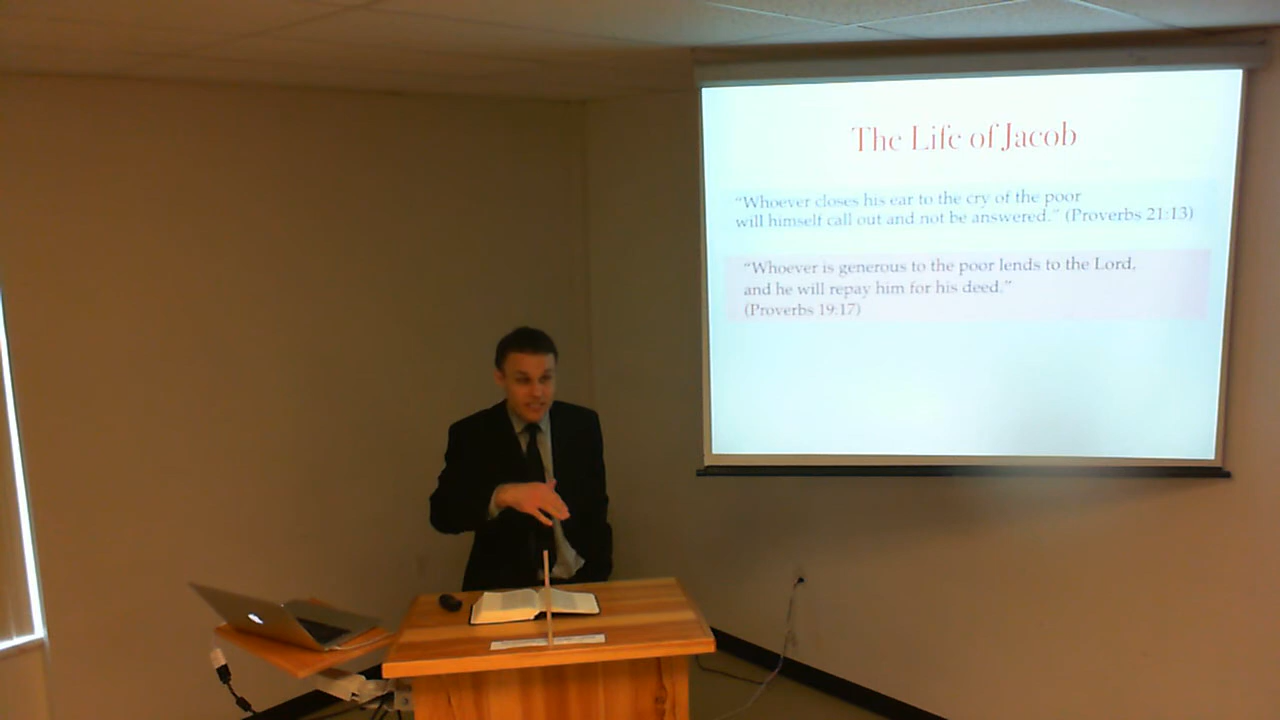 The Life of Jacob
“Whoever closes his ear to the cry of the poor
will himself call out and not be answered.” (Proverbs 21:13)
“Whoever is generous to the poor lends to the Lord,
and he will repay him for his deed.”
(Proverbs 19:17)